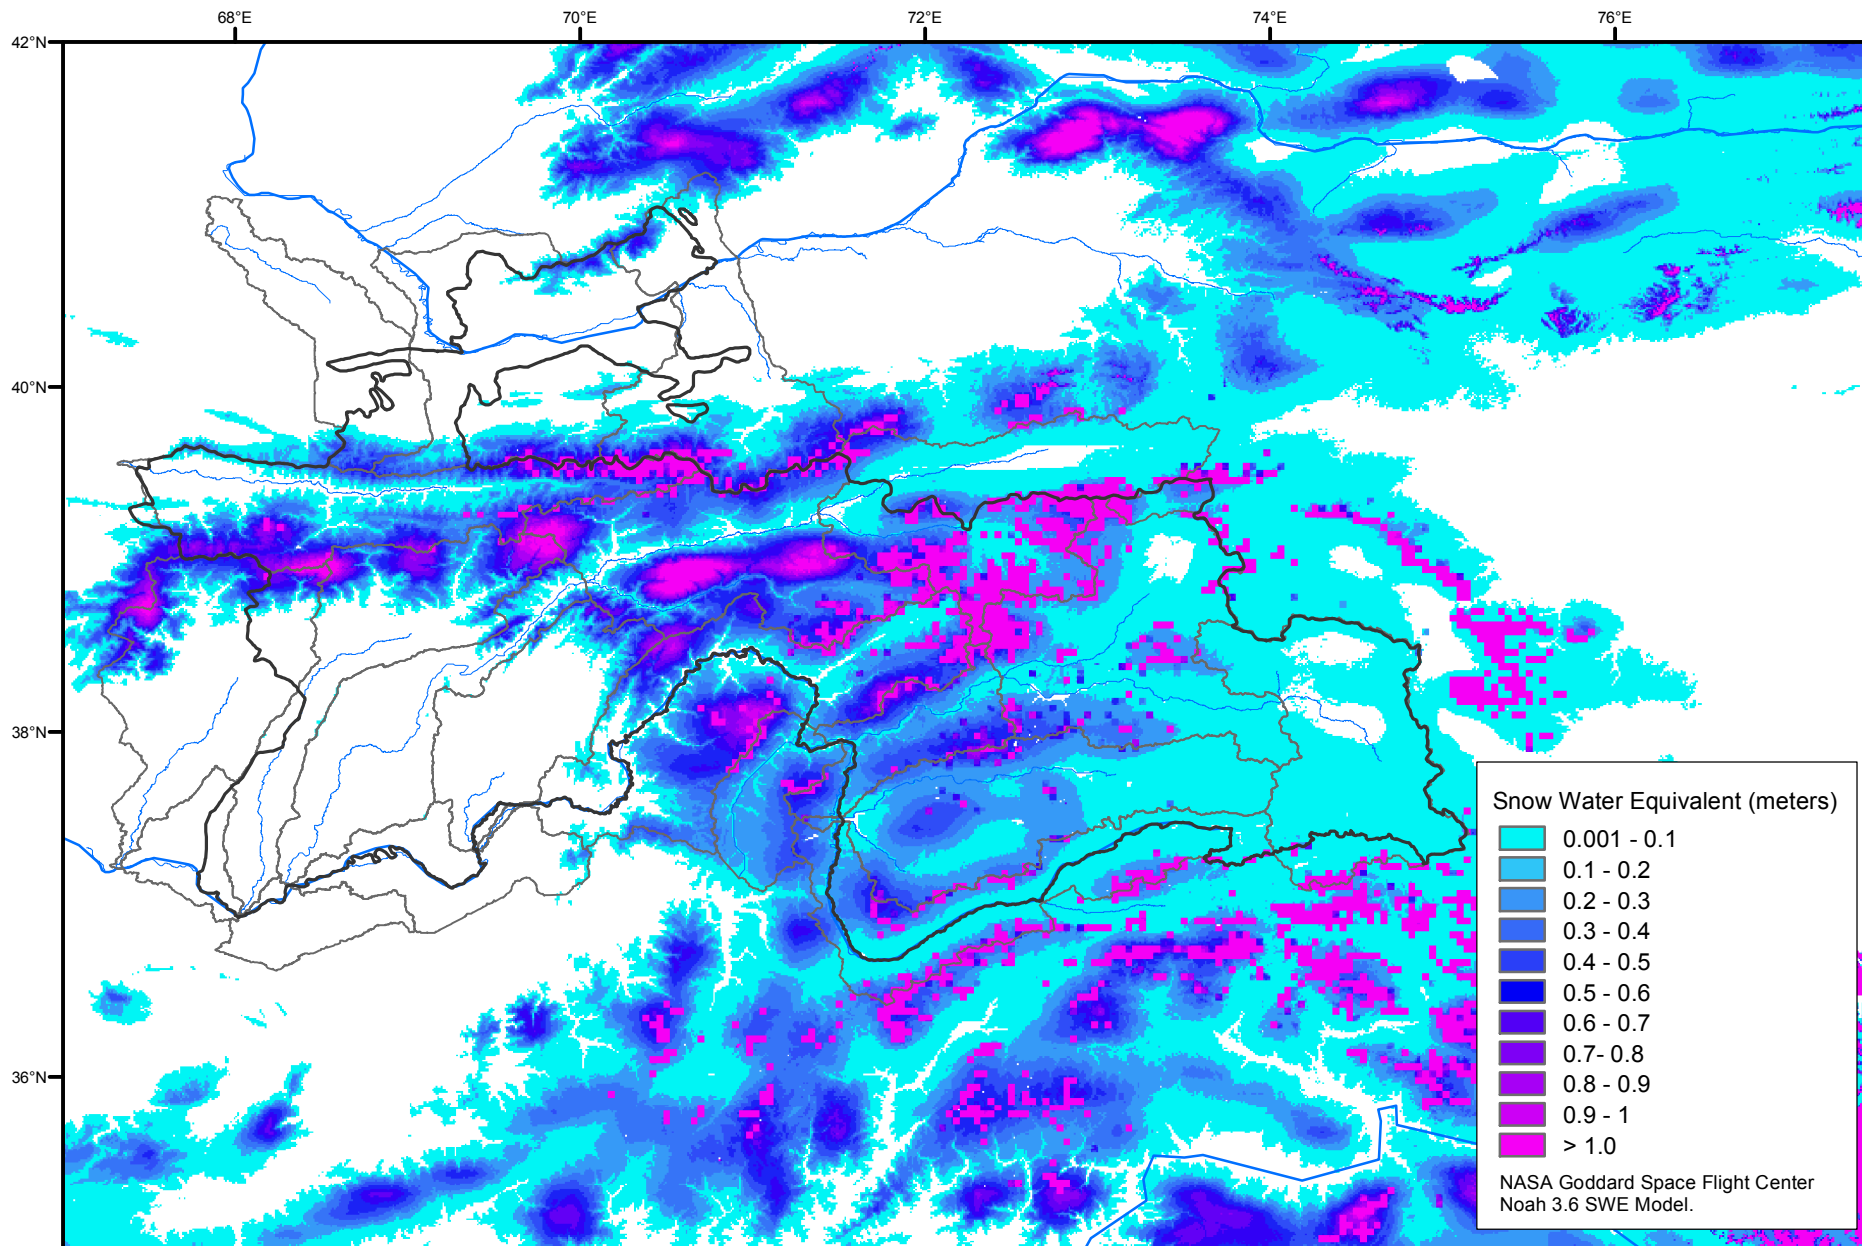 68°E 70°E 72°E 74°E 76°E
42°N
40°N
38°N
36°N
Snow Water Equivalent (meters)
0.001 - 0.1
0.1 - 0.2
0.2 - 0.3
0.3 - 0.4
0.4 - 0.5
0.5 - 0.6
0.6 - 0.7
0.7- 0.8
0.8 - 0.9
0.9 - 1
> 1.0
NASA Goddard Space Flight Center
Noah 3.6 SWE Model.